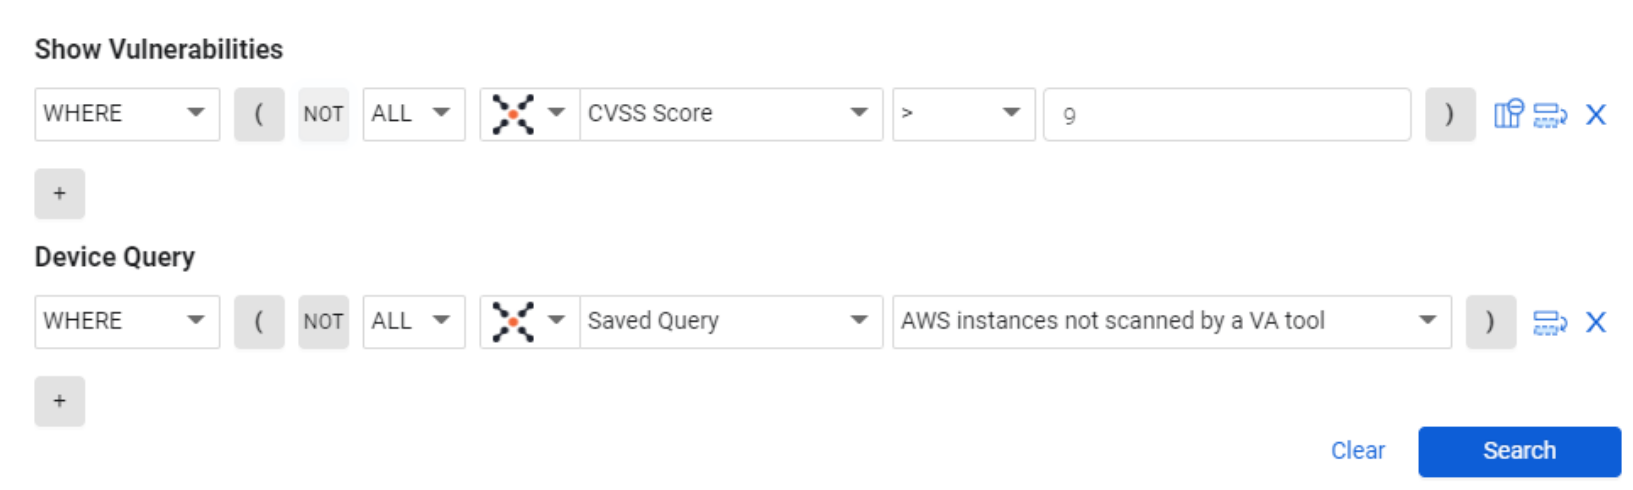 Show Vulnerabilities
WHERE ( NOT ALL CVSS Score > 9 ) X
+
Device Query
WHERE ( NOT ALL Saved Query AWS instances not scanned by a VA tool ) X
+
Clear Search